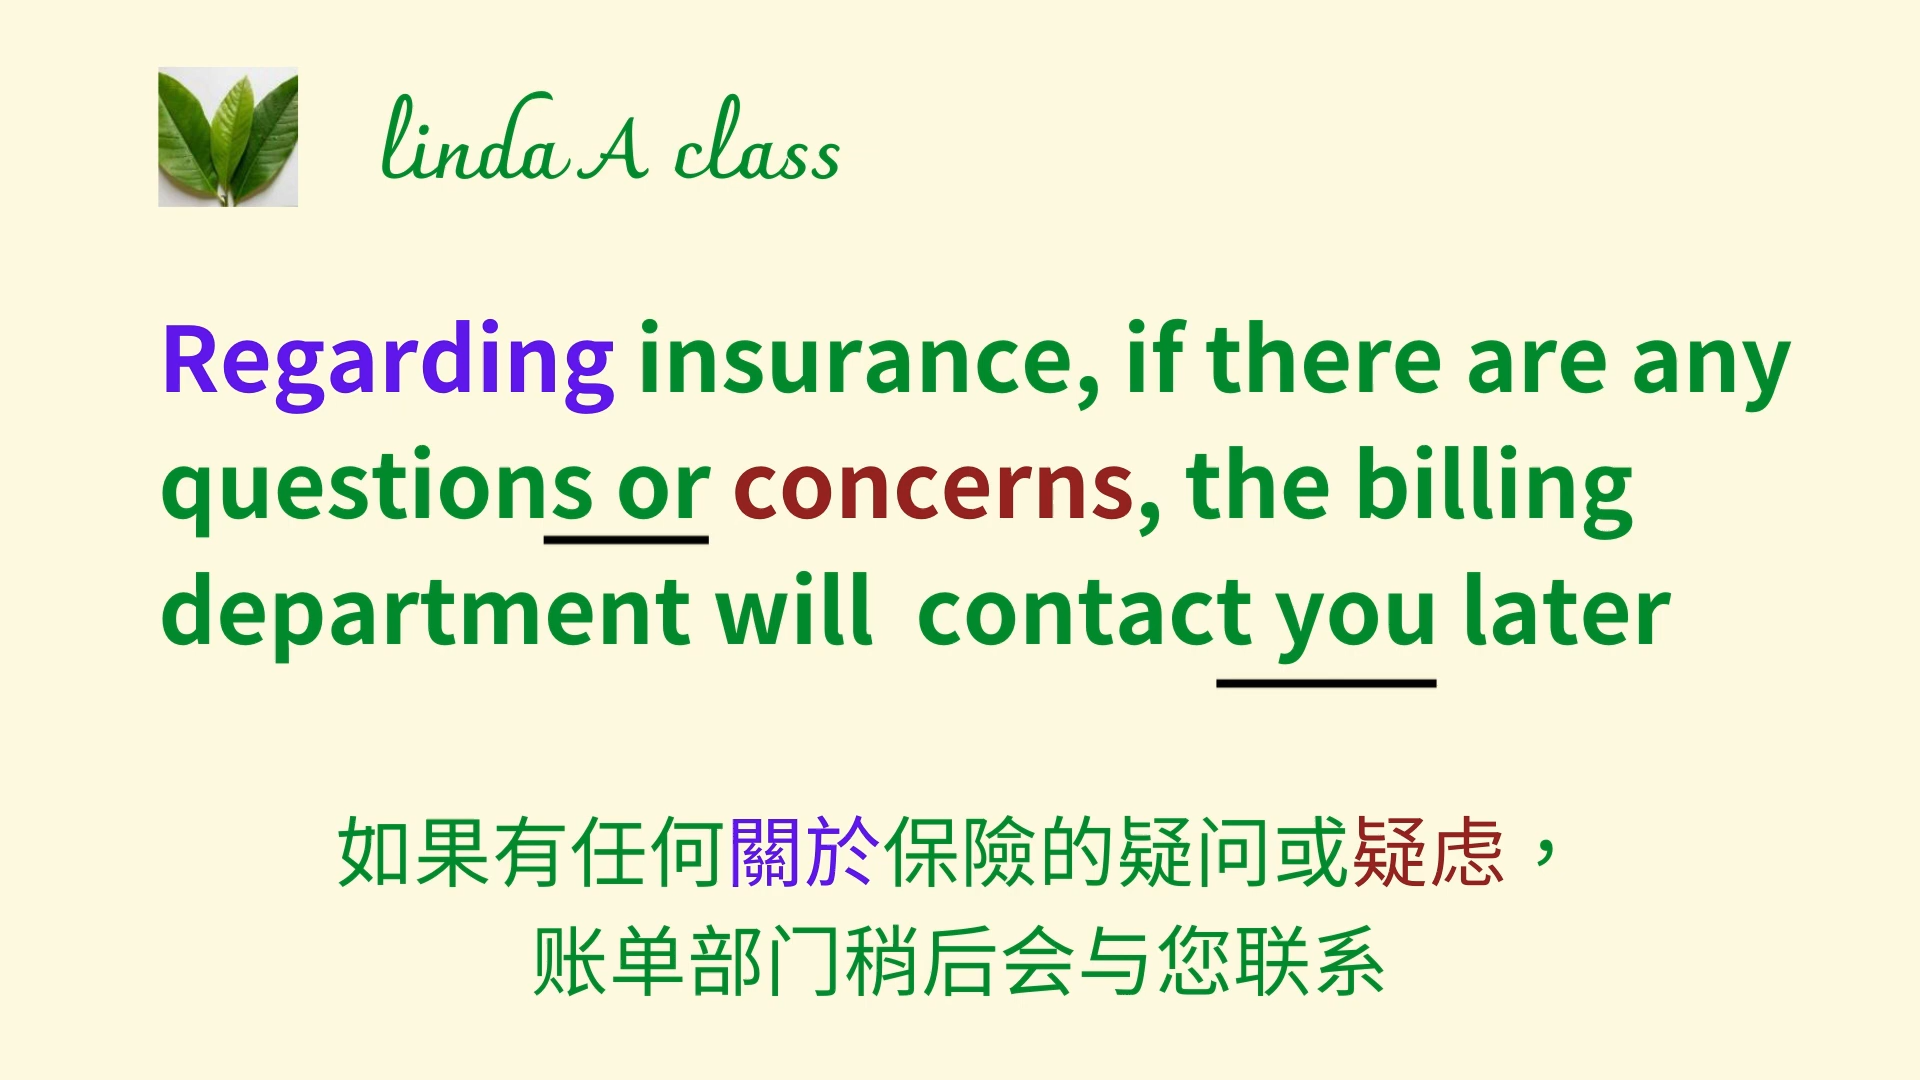 linda A class
Regarding insurance, if there are any
questions or concerns, the billing
department will  contact you later
如果有任何關於保險的疑问或疑虑，
账单部门稍后会与您联系